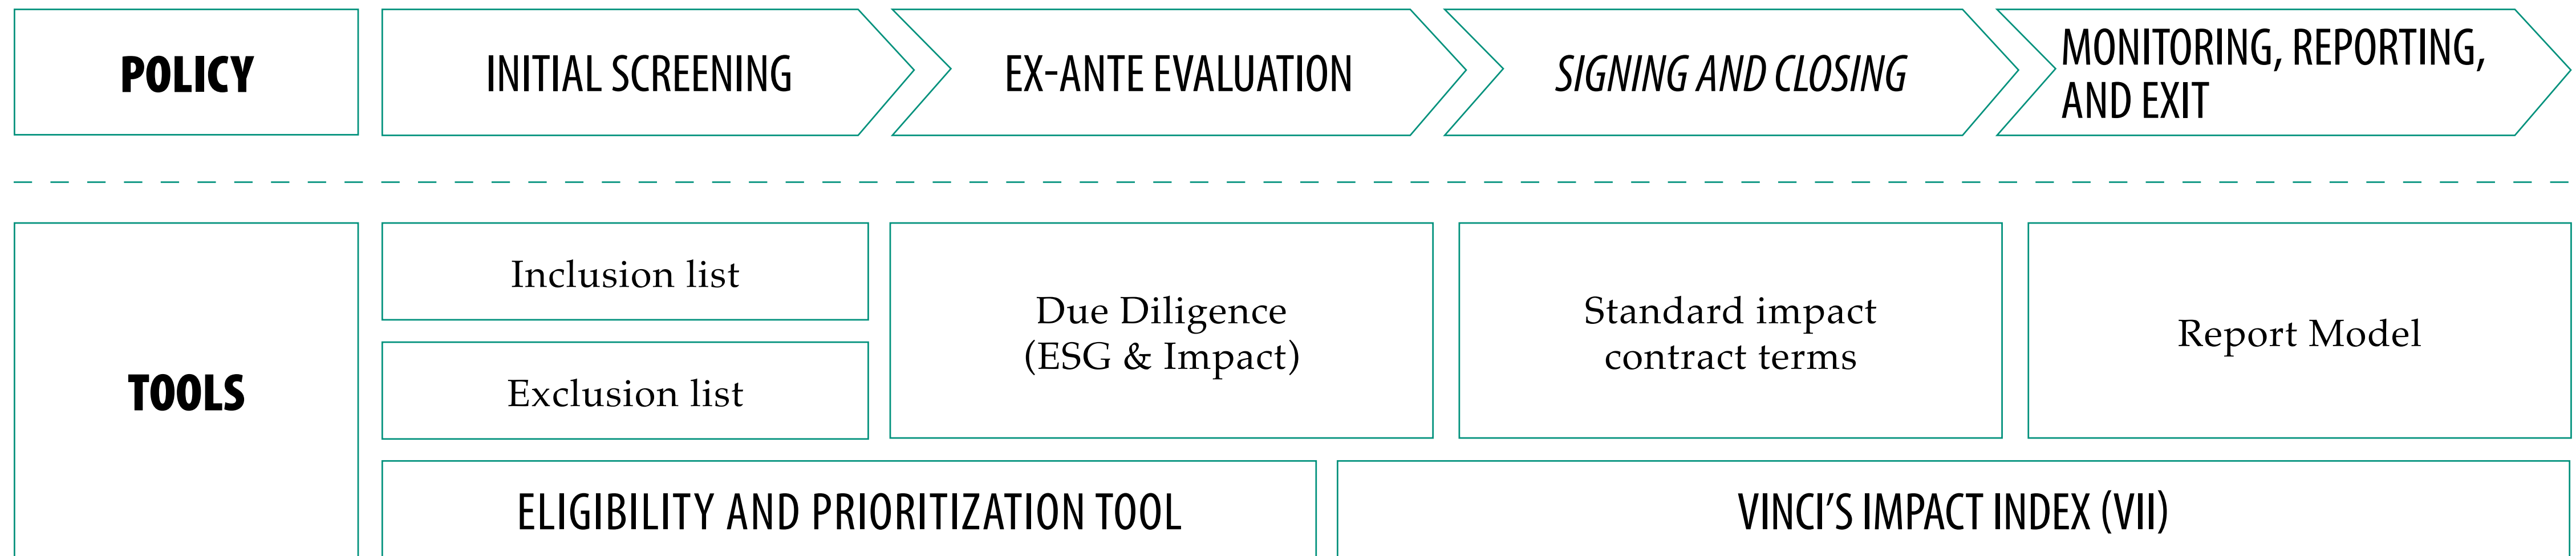 POLICY
INITIAL SCREENING
EX-ANTE EVALUATION
SIGNING AND CLOSING
MONITORING, REPORTING,
AND EXIT
TOOLS
Inclusion list
Exclusion list
Due Diligence
(ESG & Impact)
Standard impact
contract terms
Report Model
ELIGIBILITY AND PRIORITIZATION TOOL
VINCI’S IMPACT INDEX (VII)